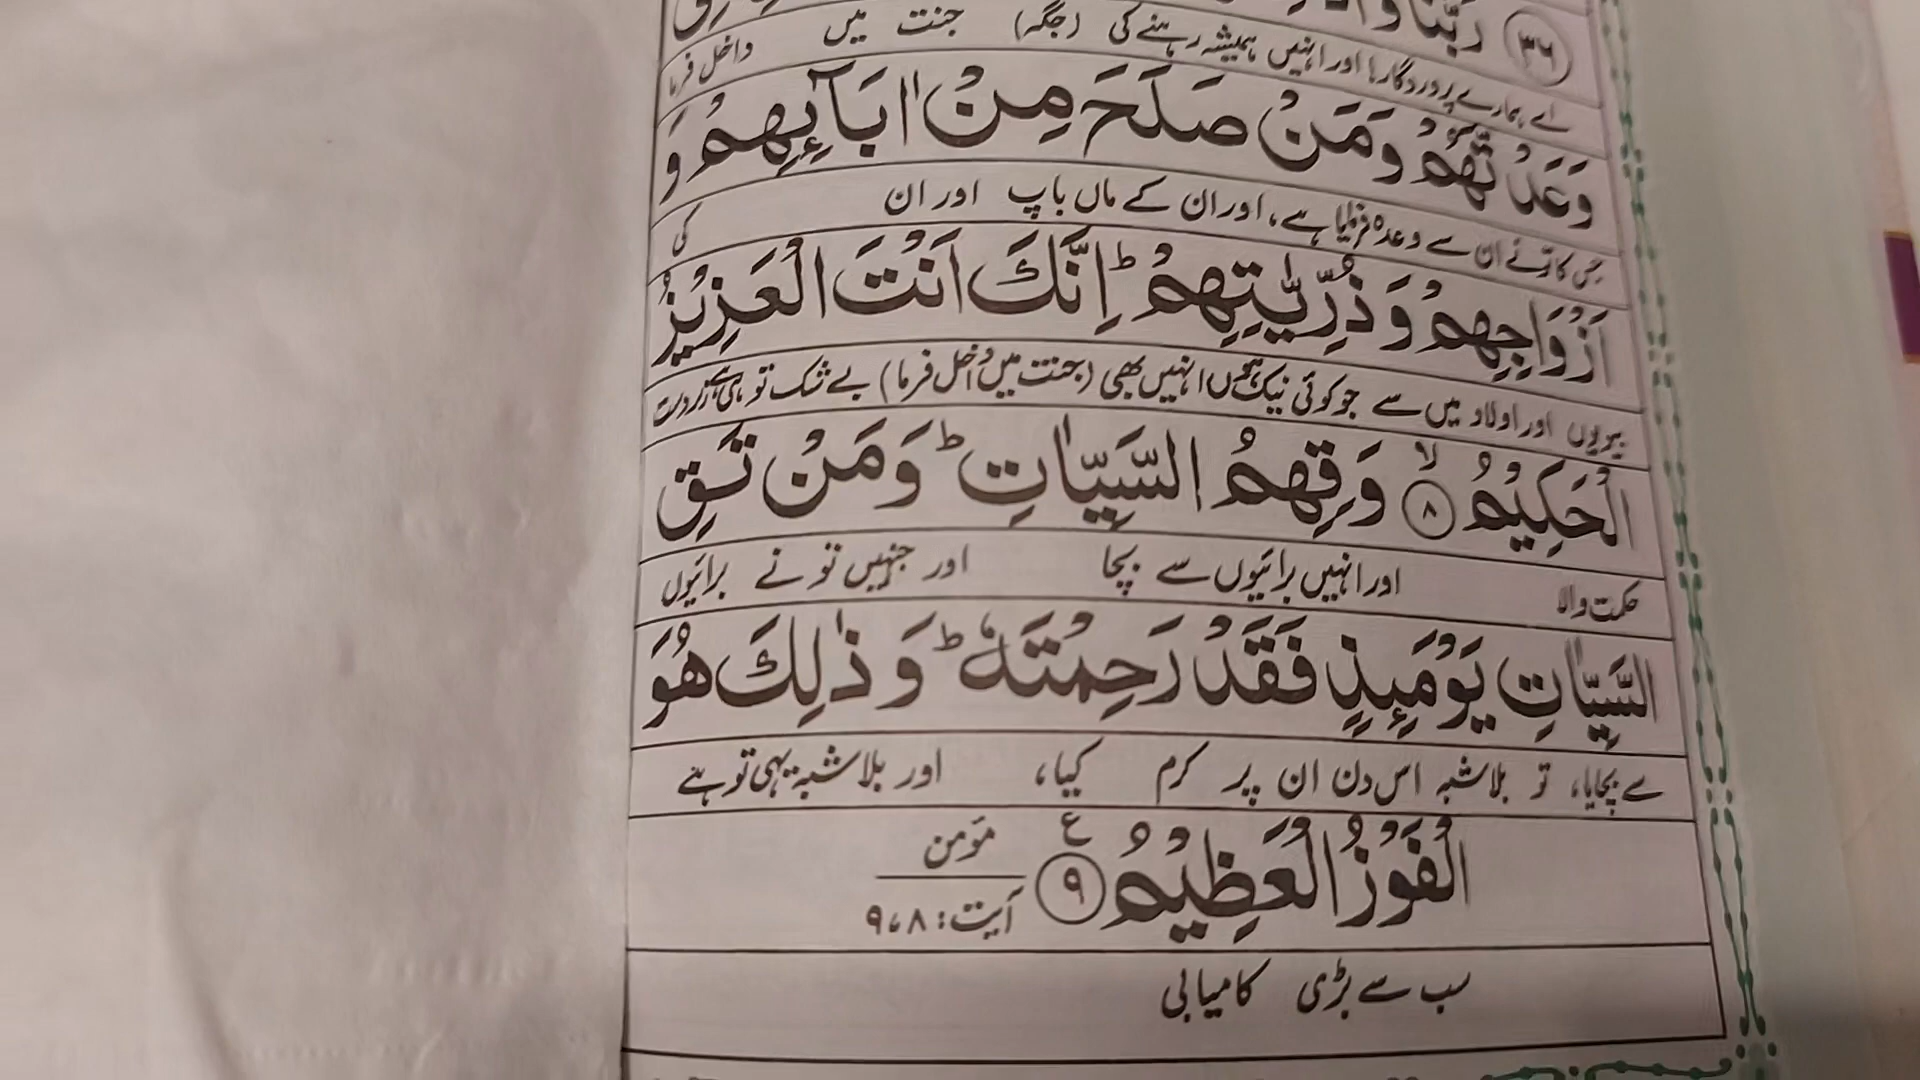 ۳۶ رَبَّنَا وَ
اے ہمارے پروردگار! اور انہیں ہمیشہ رہنے کی (جگہ) جنت میں داخل فرما
وَعَدْتَّهُمْ وَمَنْ صَلَحَ مِنْ اٰبَآئِهِمْ وَ
جس کا تو نے ان سے وعدہ فرمایا ہے، اور ان کے ماں باپ اور ان کی
اَزْوَاجِهِمْ وَذُرِّيّٰتِهِمْ ؕ اِنَّكَ اَنْتَ الْعَزِيْزُ
بیویوں اور اولاد میں سے جو کوئی نیک ہوں انہیں بھی (جنت میں داخل فرما) بے شک تو ہی ہے زبردست
الْحَكِيْمُ ۙ ۸ وَقِهِمُ السَّيِّاٰتِ ؕ وَمَنْ تَقِ
حکمت والا اور انہیں برائیوں سے بچا اور جنہیں تو نے برائیوں
السَّيِّاٰتِ يَوْمَئِذٍ فَقَدْ رَحِمْتَهٗ ؕ وَذٰلِكَ هُوَ
سے بچایا، تو بلاشبہ اس دن ان پر کرم کیا، اور بلاشبہ یہی تو ہے
الْفَوْزُ الْعَظِيْمُ ۹ ع مؤمن
آیت: ۸، ۹
سب سے بڑی کامیابی